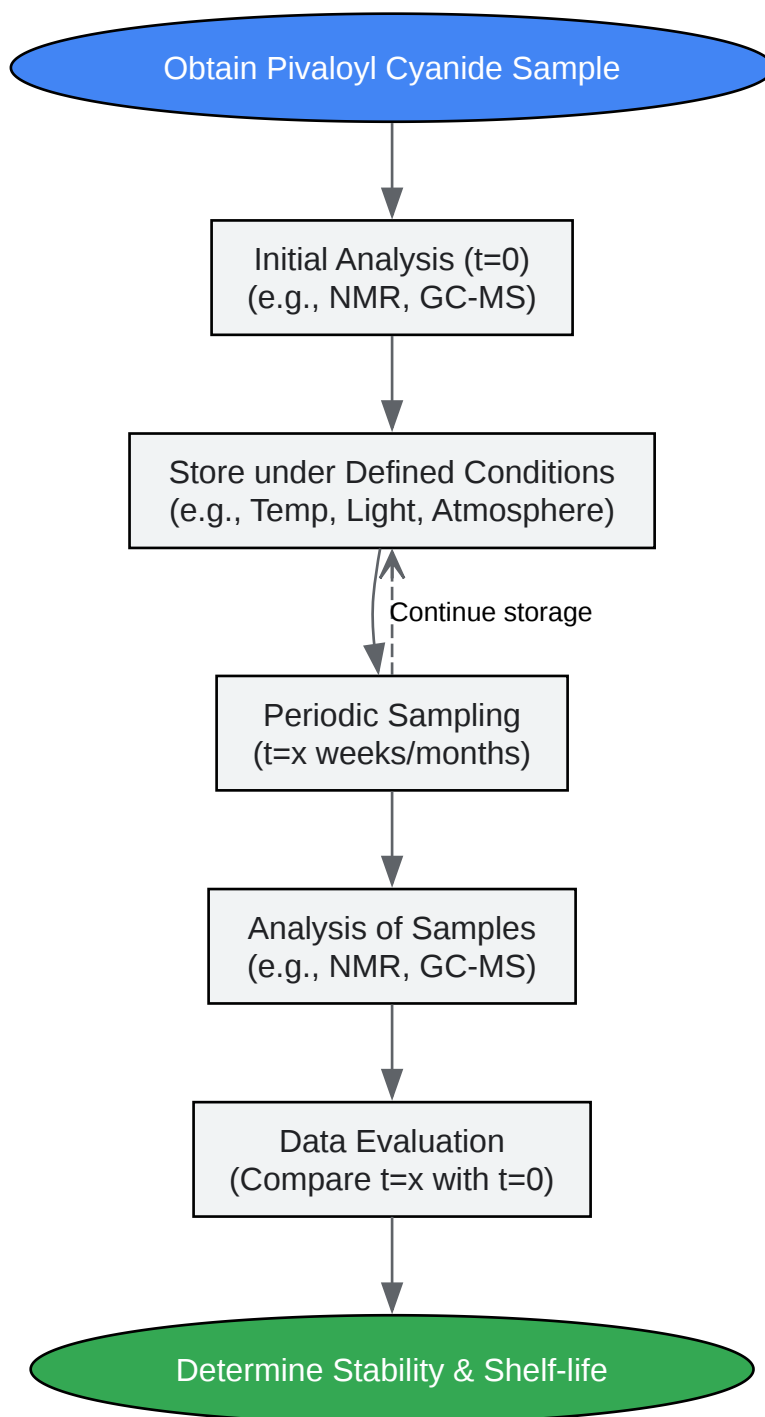 Obtain Pivaloyl Cyanide Sample
Initial Analysis (t=0)
(e.g., NMR, GC-MS)
Store under Defined Conditions
(e.g., Temp, Light, Atmosphere)
Continue storage
Periodic Sampling
(t=x weeks/months)
Analysis of Samples
(e.g., NMR, GC-MS)
Data Evaluation
(Compare t=x with t=0)
Determine Stability & Shelf-life